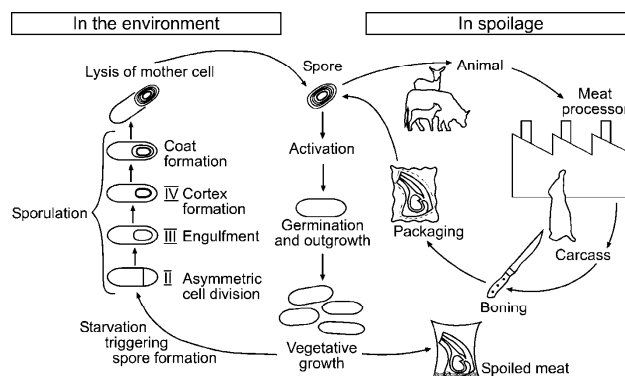 In the environment
In spoilage
Lysis of mother cell
Spore
Animal
Meat
processor
Coat
formation
Activation
IV Cortex
formation
Sporulation
III Engulfment
Germination
and outgrowth
Packaging
Carcass
II Asymmetric
cell division
Boning
Starvation
triggering
spore formation
Vegetative
growth
Spoiled meat